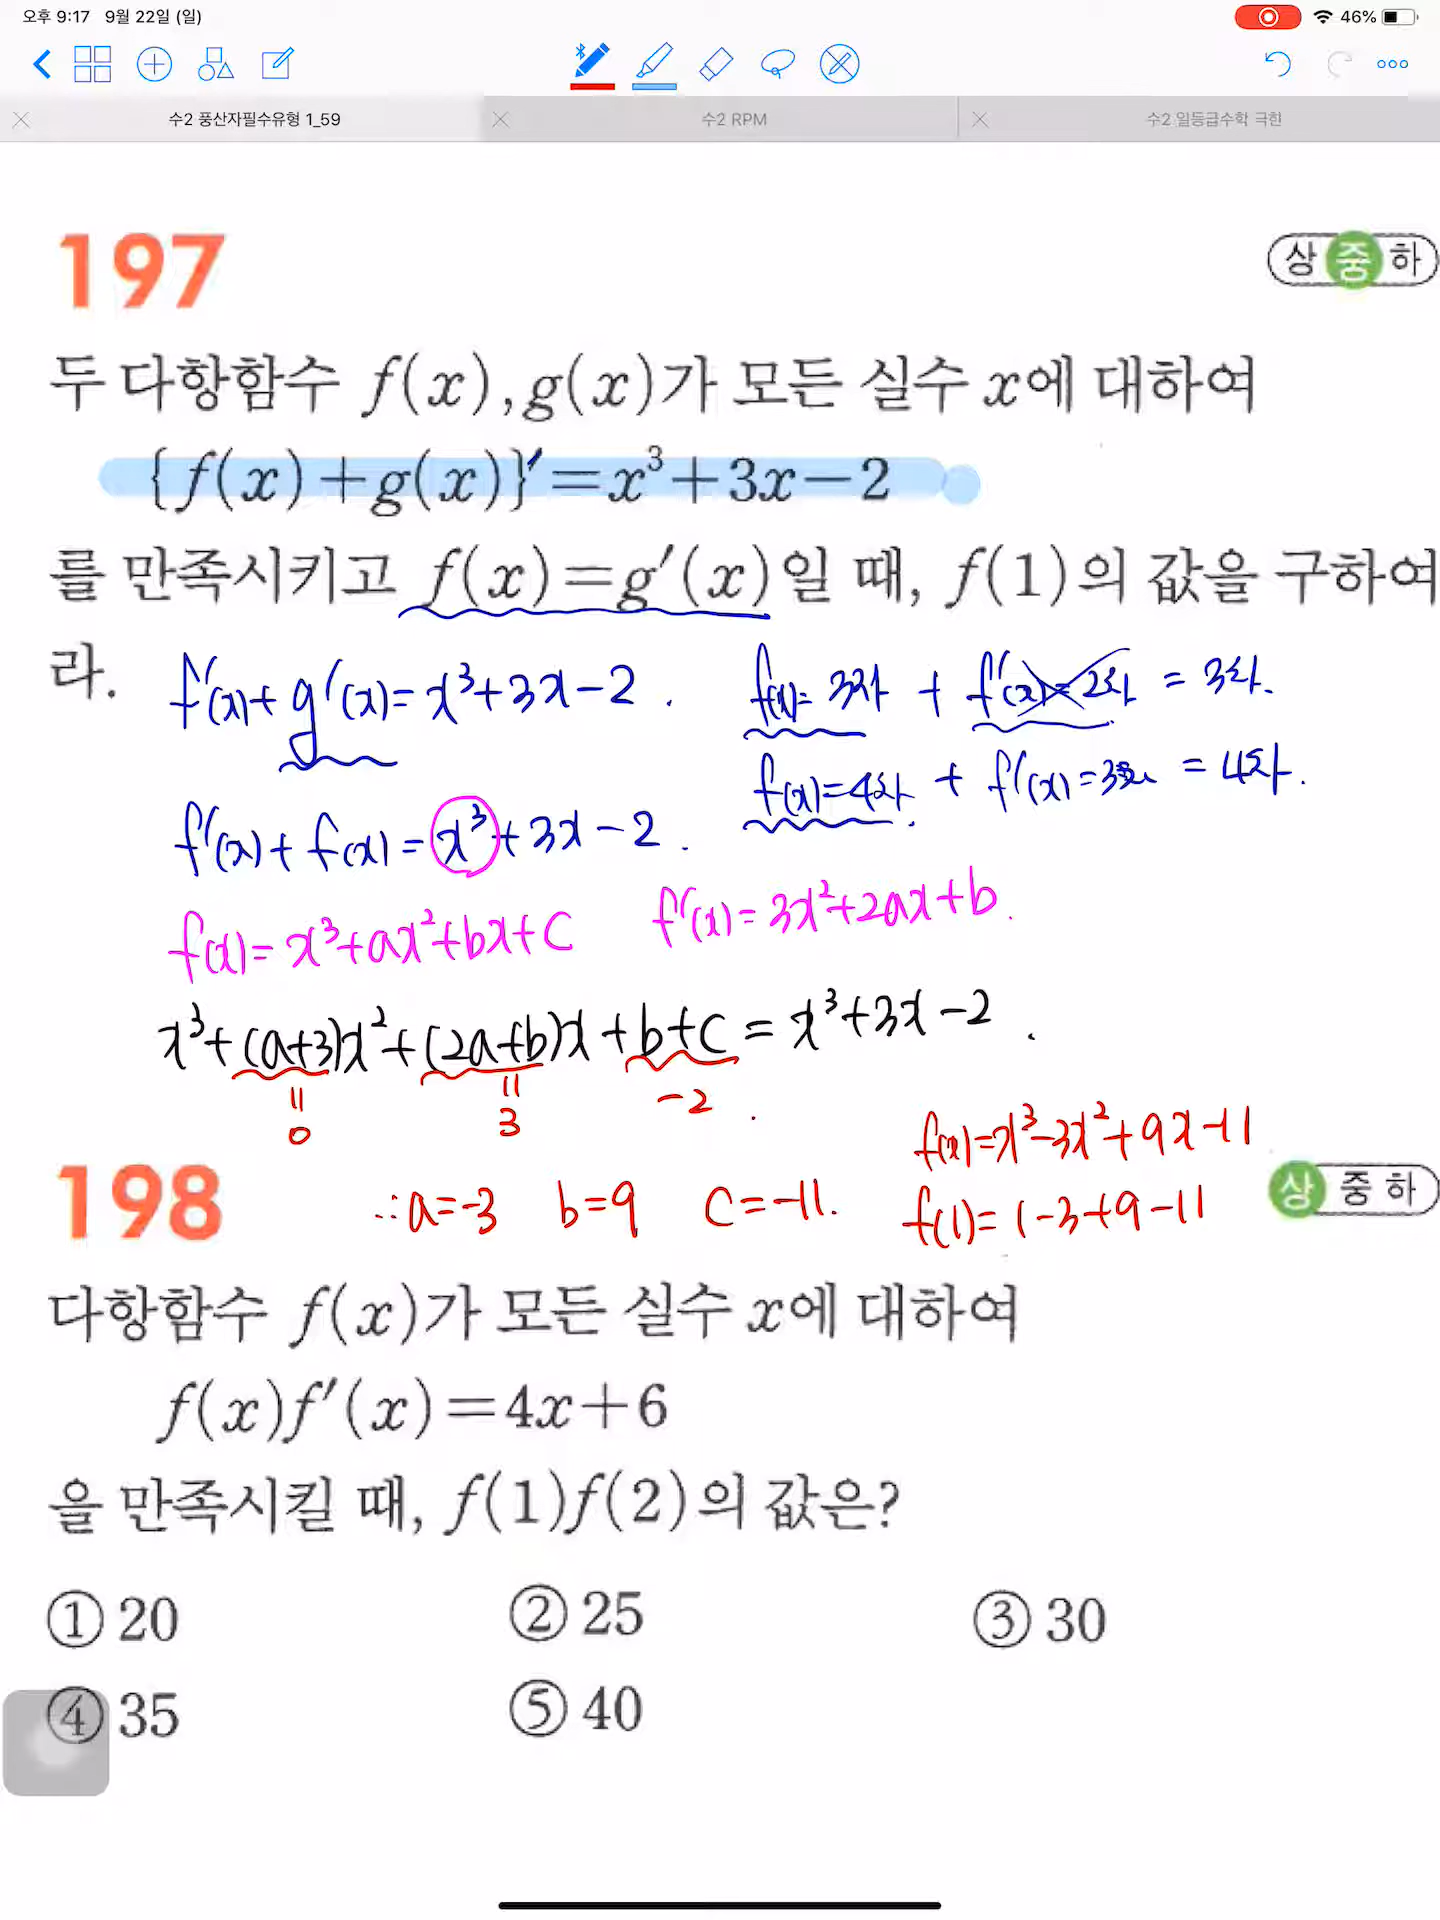 오후 9:17 9월 22일 (일) 46%
수2 풍산자필수유형 1_59 수2 RPM 수2 일등급수학 극한
197 상 중 하
두 다항함수 f(x), g(x)가 모든 실수 x에 대하여
{f(x)+g(x)}′=x³+3x−2
를 만족시키고 f(x)=g′(x)일 때, f(1)의 값을 구하여
라.
f′(x)+g′(x)=x³+3x−2. f(x)=3차 + f′(x)=2차 = 3차.
f(x)=4차 + f′(x)=3차 = 4차.
f′(x)+f(x)=x³+3x−2.
f(x)=x³+ax²+bx+c f′(x)=3x²+2ax+b.
x³+(a+3)x²+(2a+b)x+b+c=x³+3x−2.
=0 =3 −2.
f(x)=x³−3x²+9x−11
198 상 중 하
∴a=−3 b=9 c=−11. f(1)=1−3+9−11
다항함수 f(x)가 모든 실수 x에 대하여
f(x)f′(x)=4x+6
을 만족시킬 때, f(1)f(2)의 값은?
① 20 ② 25 ③ 30
④ 35 ⑤ 40